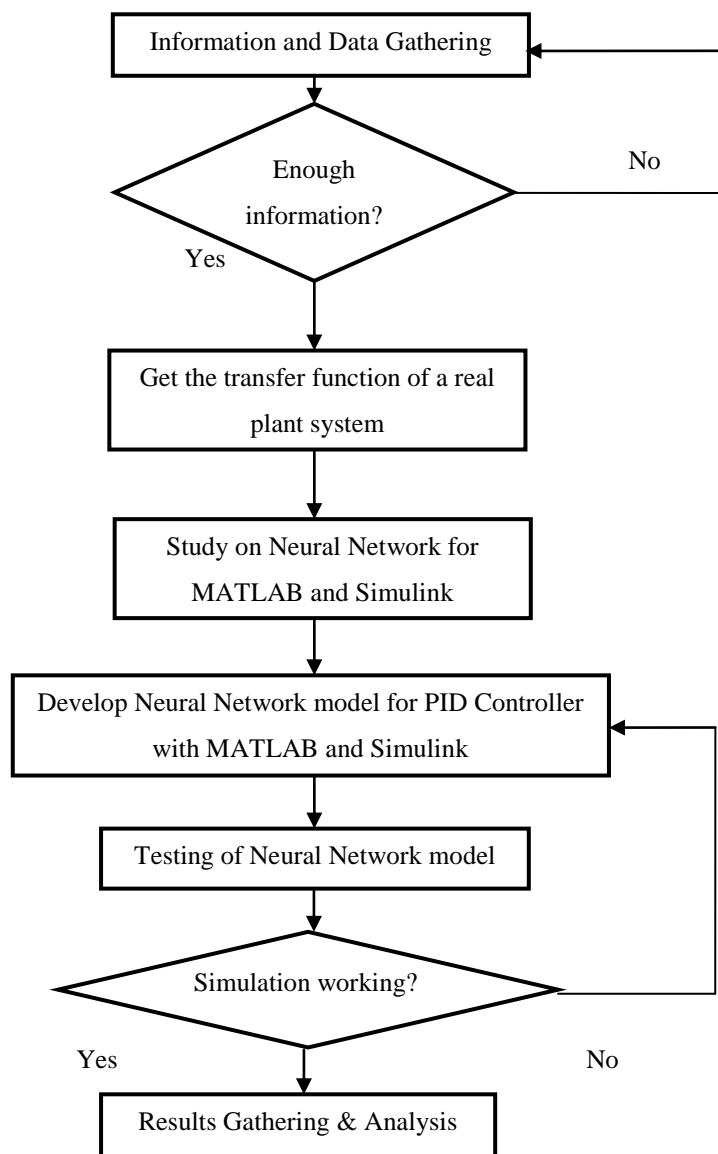 Information and Data Gathering
No
Enough
information?
Yes
Get the transfer function of a real
plant system
Study on Neural Network for
MATLAB and Simulink
Develop Neural Network model for PID Controller
with MATLAB and Simulink
Testing of Neural Network model
Simulation working?
Yes
No
Results Gathering & Analysis